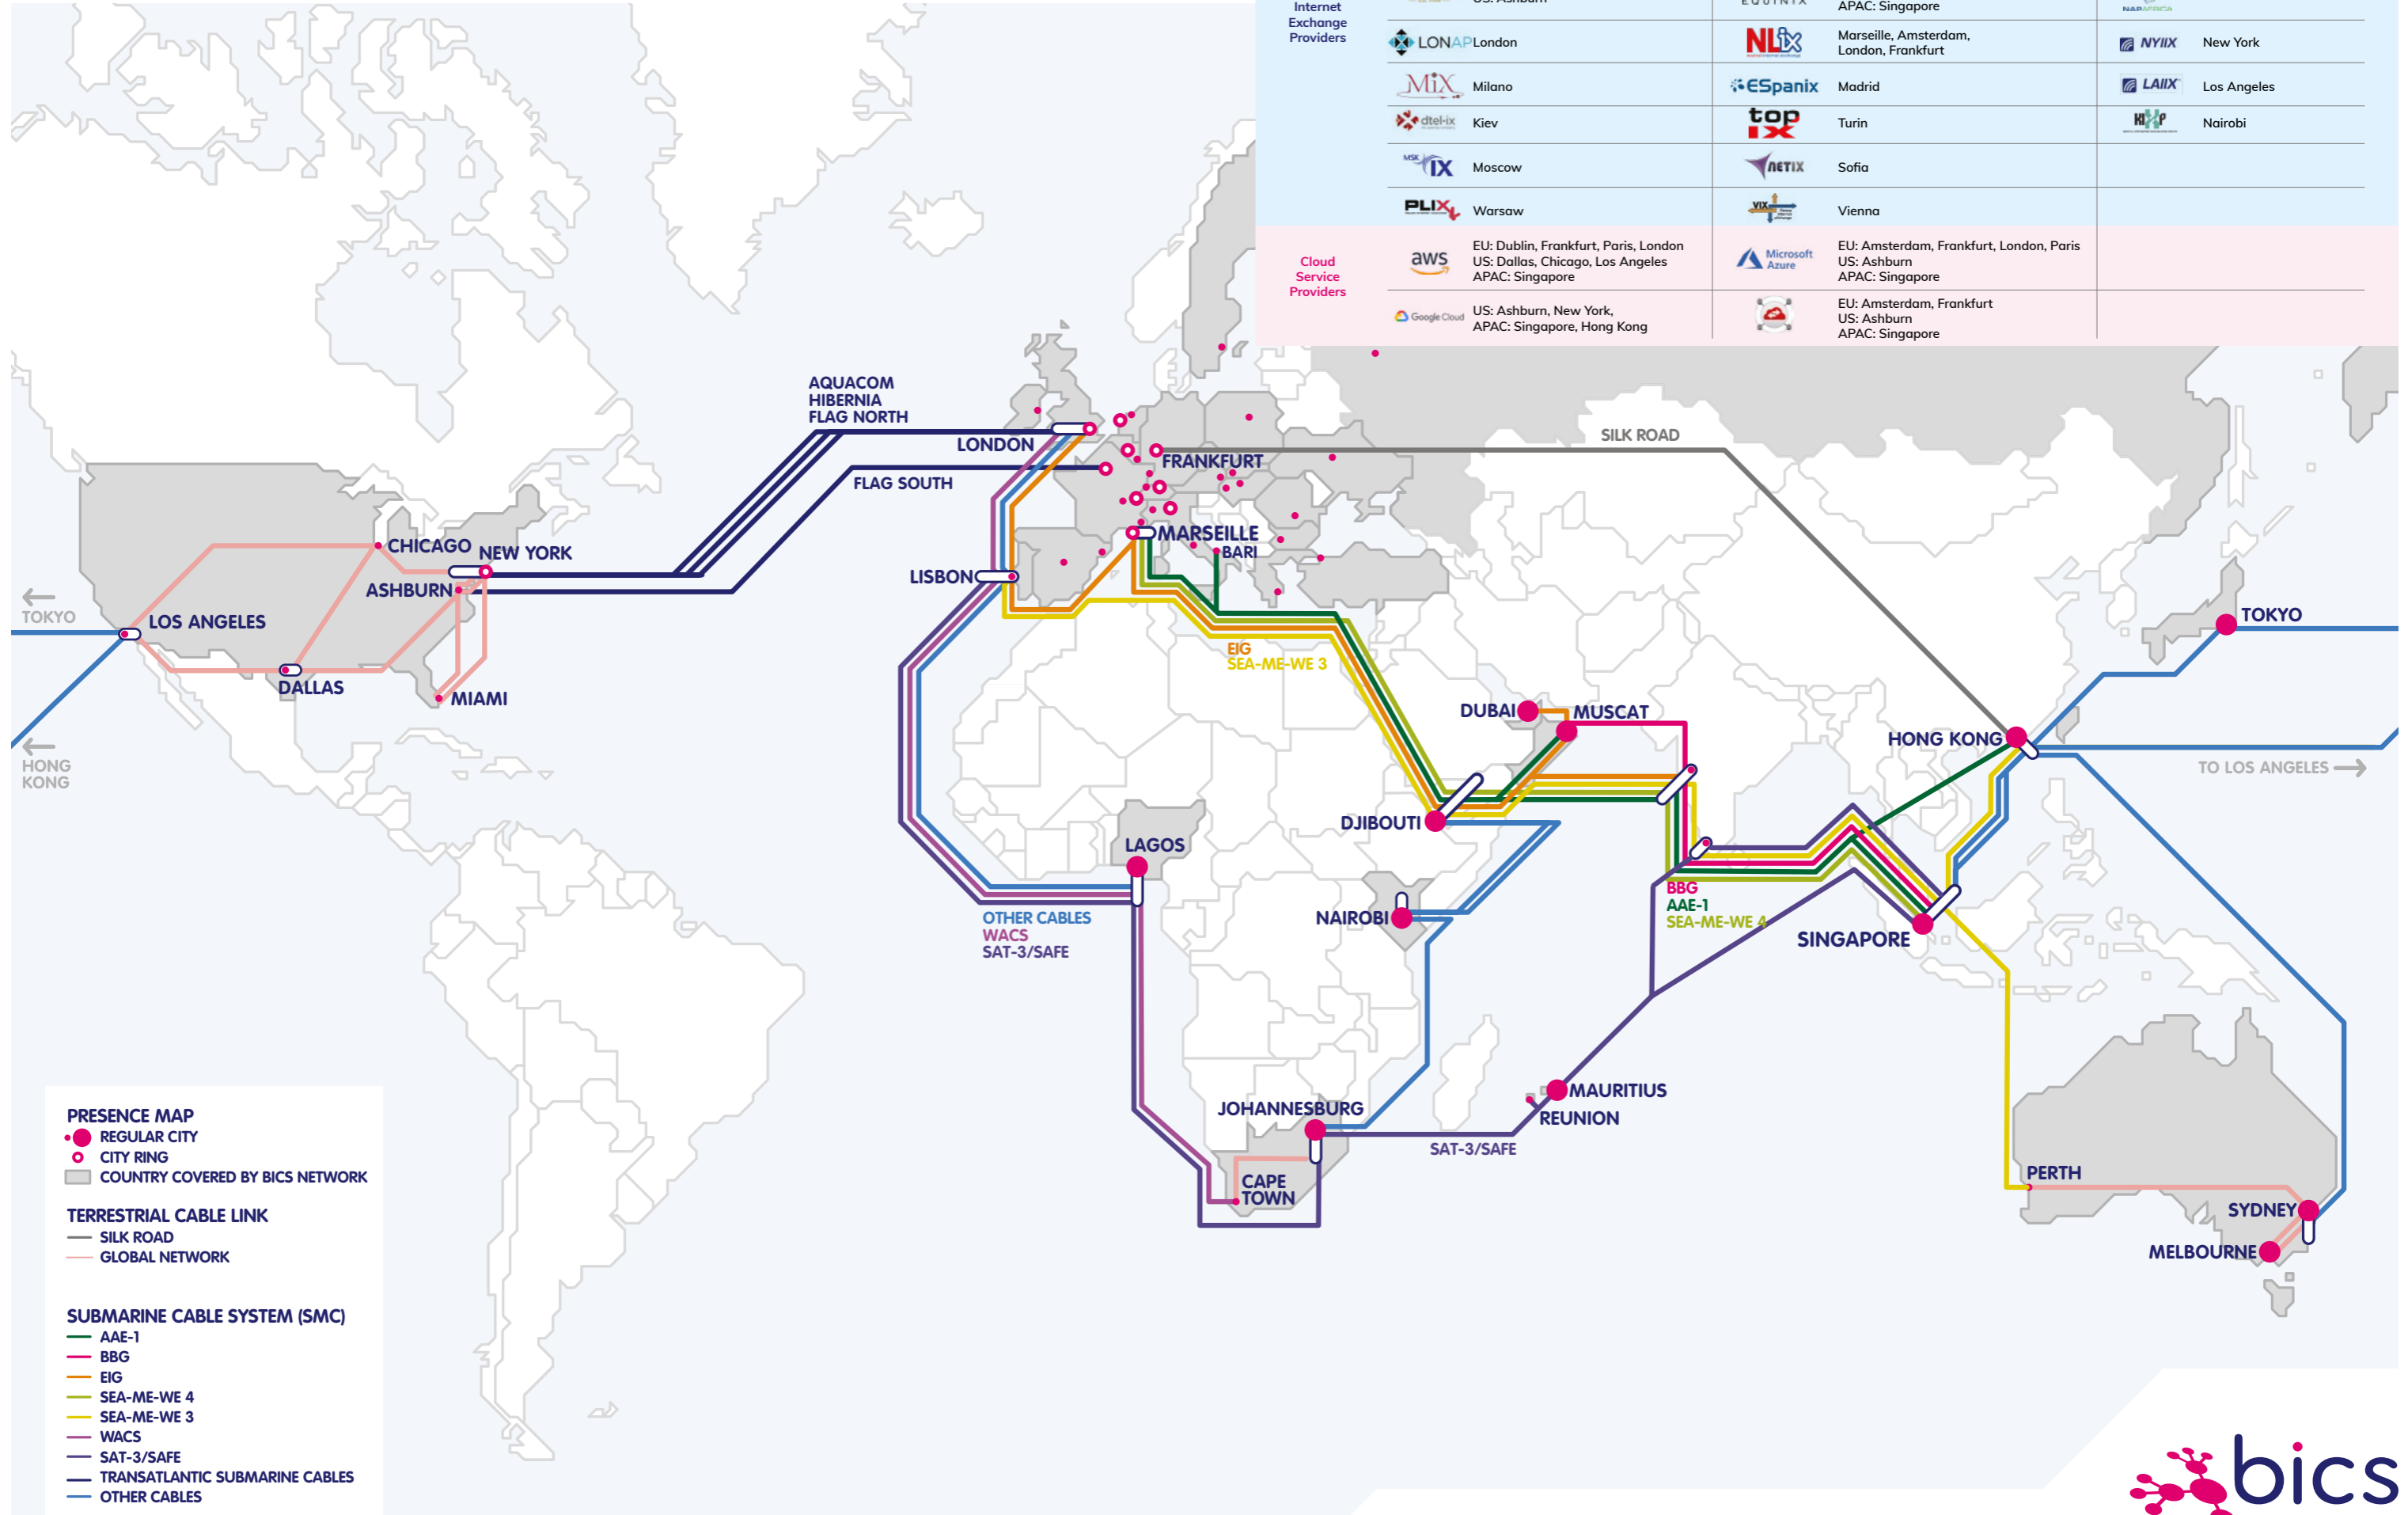 Internet
Exchange
Providers
US: Ashburn
EQUINIX
APAC: Singapore
NAPAFRICA
LONAP London
NLix
Marseille, Amsterdam,
London, Frankfurt
NYIIX New York
MiX Milano
ESpanix Madrid
LAIIX Los Angeles
dtel-ix Kiev
top
IX
Turin
KIXP Nairobi
MSK IX Moscow
NETIX Sofia
PLIX Warsaw
VIX Vienna
Cloud
Service
Providers
aws
EU: Dublin, Frankfurt, Paris, London
US: Dallas, Chicago, Los Angeles
APAC: Singapore
Microsoft
Azure
EU: Amsterdam, Frankfurt, London, Paris
US: Ashburn
APAC: Singapore
Google Cloud
US: Ashburn, New York,
APAC: Singapore, Hong Kong
EU: Amsterdam, Frankfurt
US: Ashburn
APAC: Singapore
AQUACOM
HIBERNIA
FLAG NORTH
LONDON
FLAG SOUTH
FRANKFURT
SILK ROAD
CHICAGO
NEW YORK
ASHBURN
LISBON
MARSEILLE
BARI
TOKYO
LOS ANGELES
DALLAS
MIAMI
HONG
KONG
EIG
SEA-ME-WE 3
DUBAI
MUSCAT
HONG KONG
TOKYO
TO LOS ANGELES
DJIBOUTI
LAGOS
OTHER CABLES
WACS
SAT-3/SAFE
NAIROBI
BBG
AAE-1
SEA-ME-WE 4
SINGAPORE
MAURITIUS
REUNION
JOHANNESBURG
SAT-3/SAFE
CAPE
TOWN
PERTH
SYDNEY
MELBOURNE
PRESENCE MAP
REGULAR CITY
CITY RING
COUNTRY COVERED BY BICS NETWORK
TERRESTRIAL CABLE LINK
SILK ROAD
GLOBAL NETWORK
SUBMARINE CABLE SYSTEM (SMC)
AAE-1
BBG
EIG
SEA-ME-WE 4
SEA-ME-WE 3
WACS
SAT-3/SAFE
TRANSATLANTIC SUBMARINE CABLES
OTHER CABLES
bics